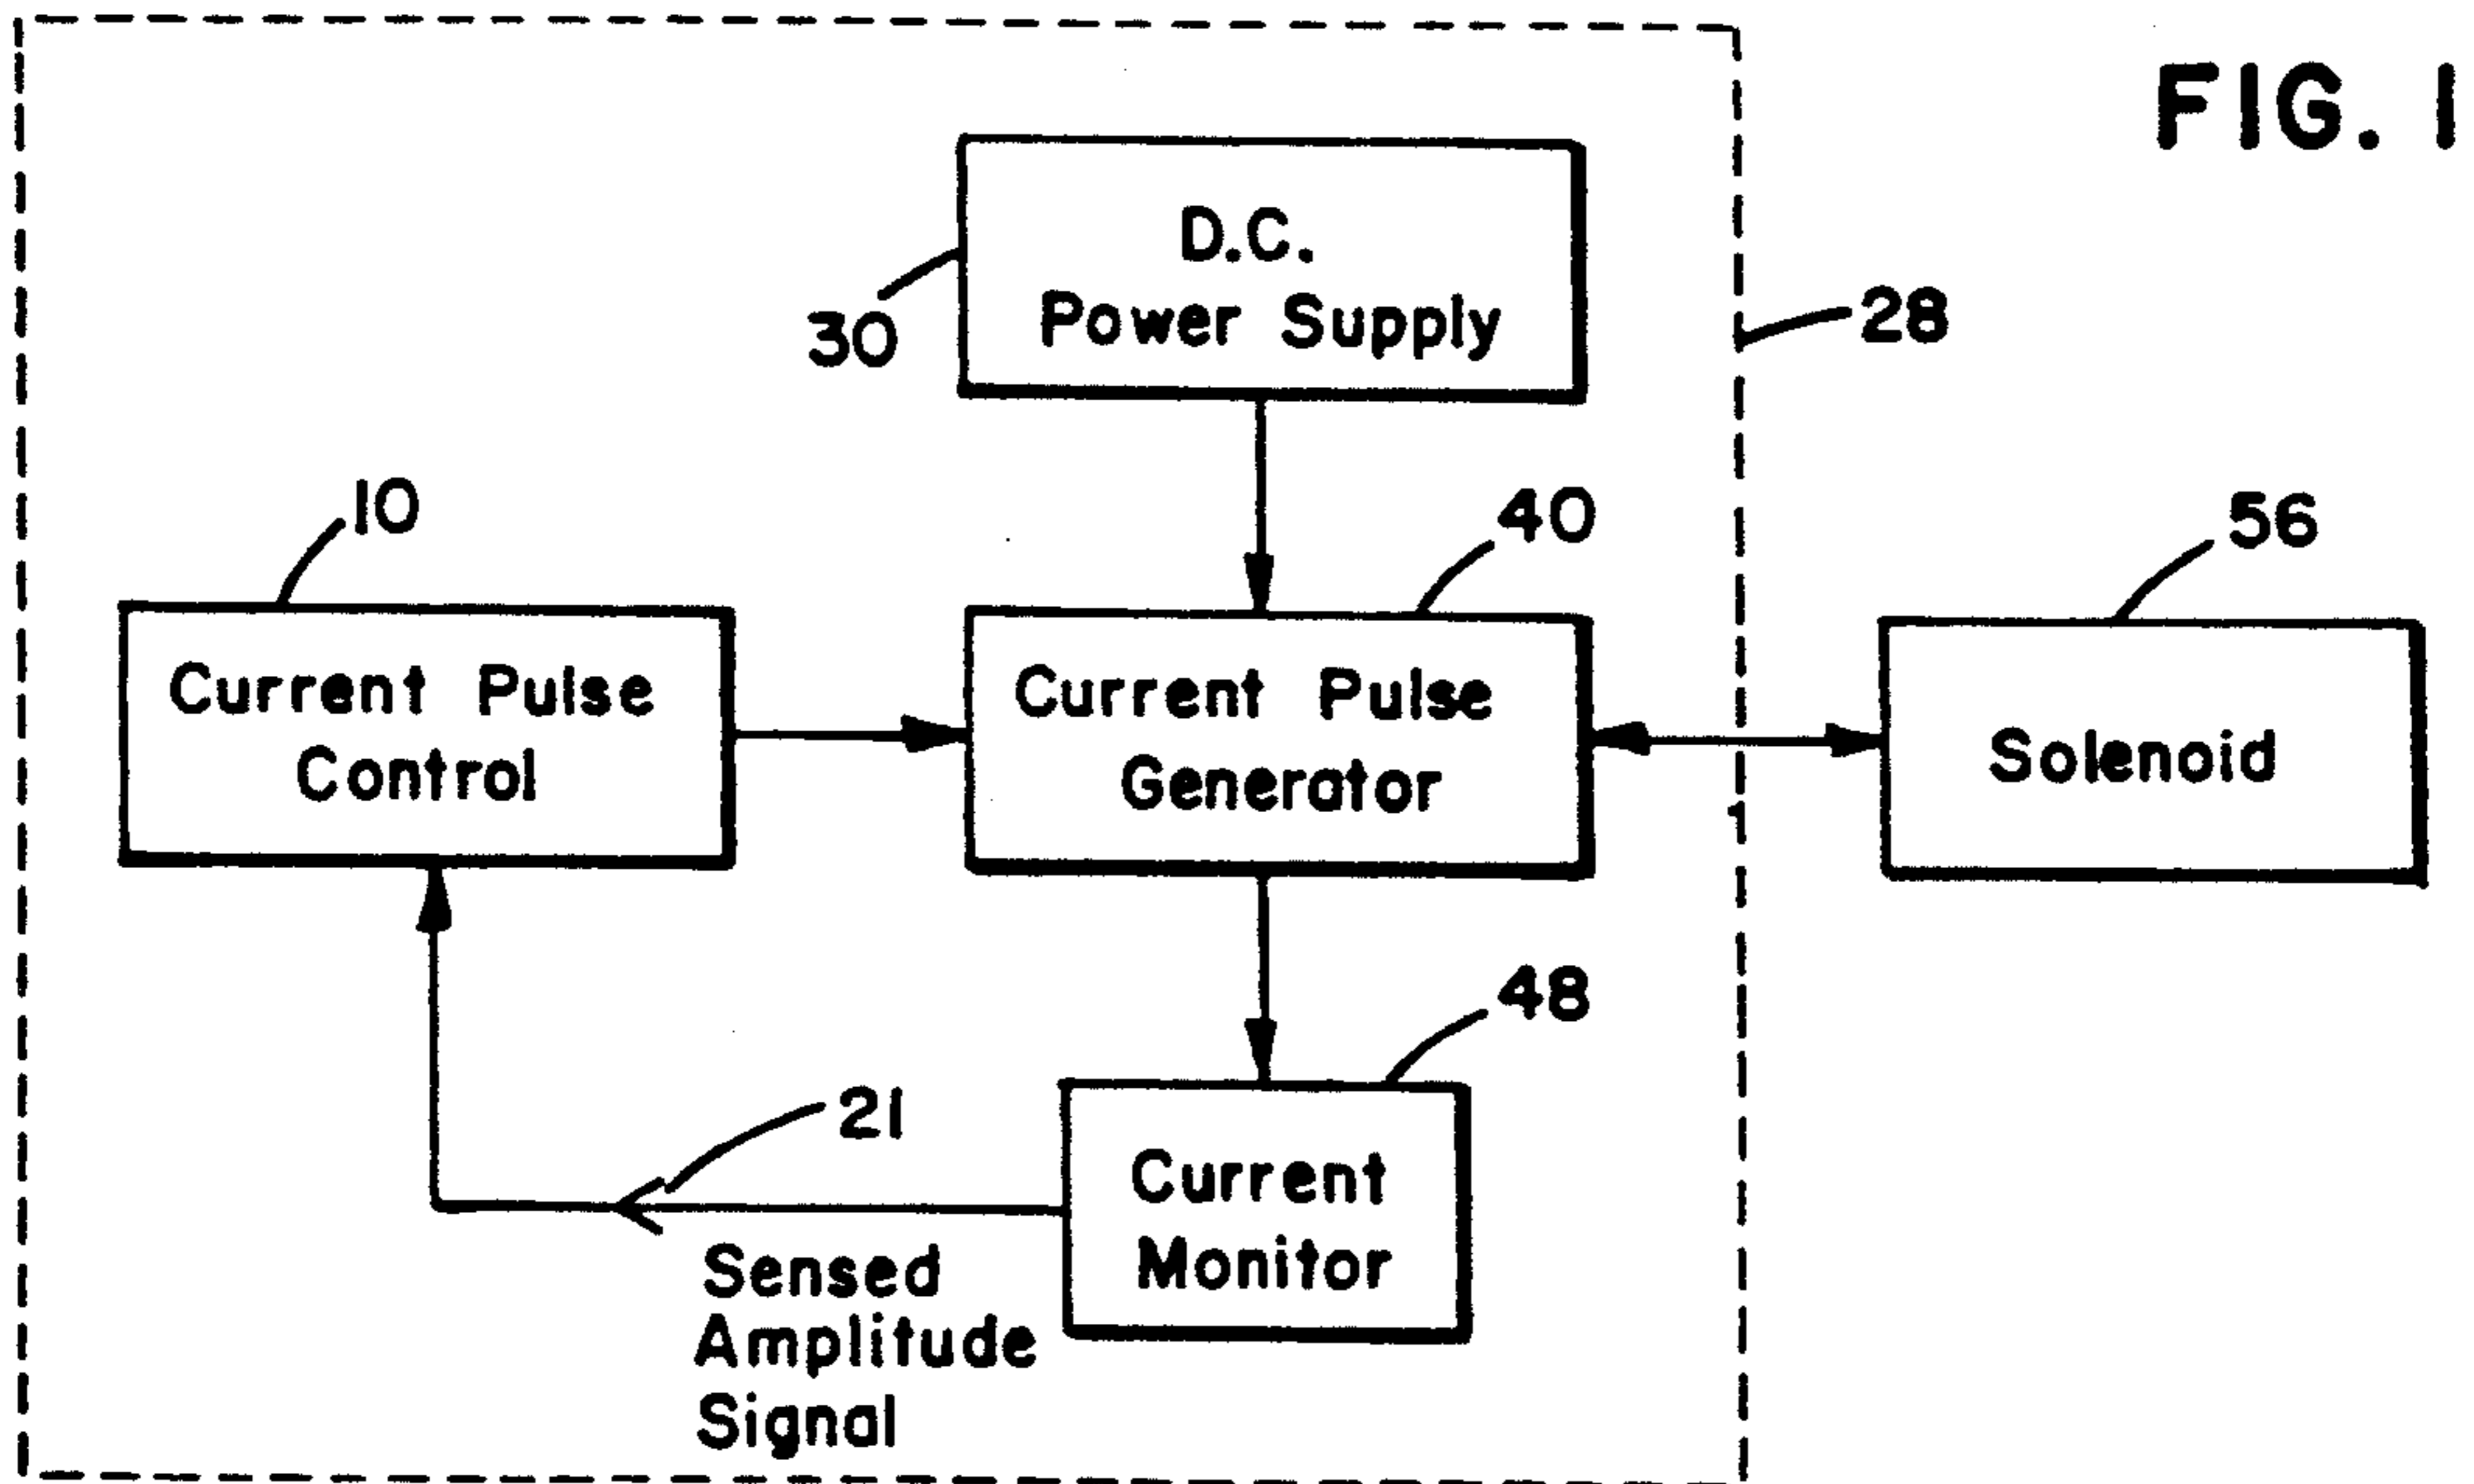 FIG. 1
D.C.
Power Supply
30
28
10
40
56
Current Pulse
Control
Current Pulse
Generator
Solenoid
48
21
Current
Monitor
Sensed
Amplitude
Signal